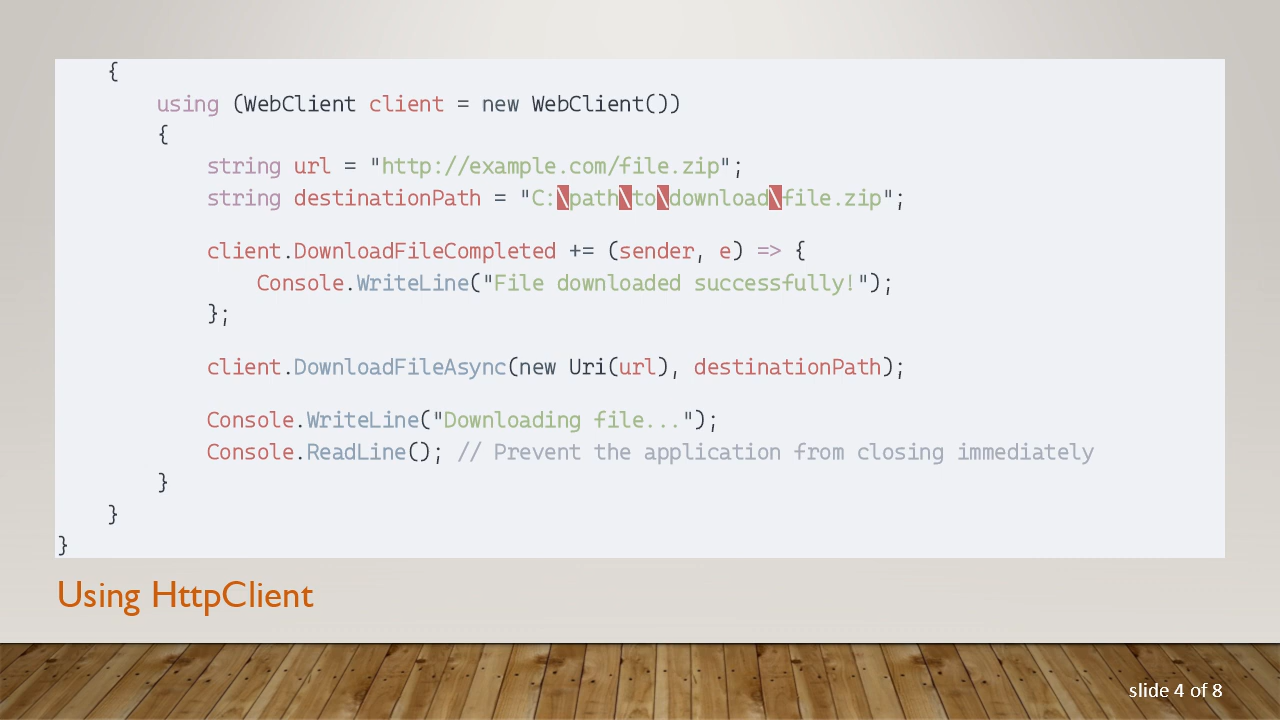 {
using (WebClient client = new WebClient())
{
string url = "http://example.com/file.zip";
string destinationPath = "C:\path\to\download\file.zip";
client.DownloadFileCompleted += (sender, e) => {
Console.WriteLine("File downloaded successfully!");
};
client.DownloadFileAsync(new Uri(url), destinationPath);
Console.WriteLine("Downloading file...");
Console.ReadLine(); // Prevent the application from closing immediately
}
}
}
Using HttpClient
slide 4 of 8